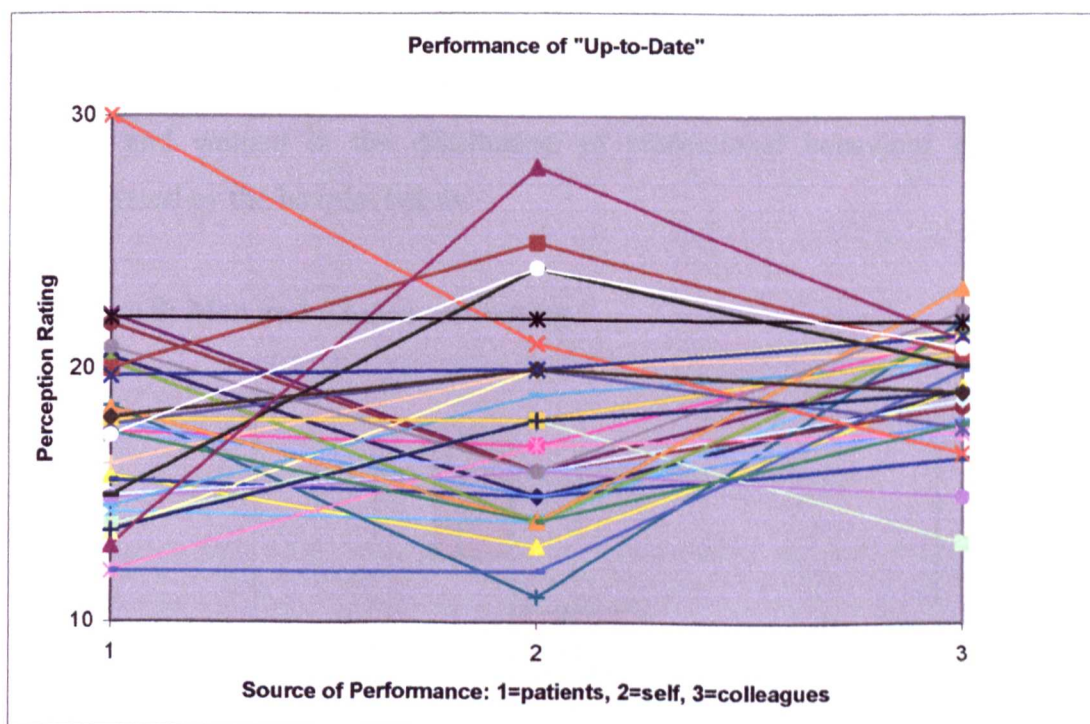 Performance of "Up-to-Date"
30
20
10
Perception Rating
1
2
3
Source of Performance: 1=patients, 2=self, 3=colleagues